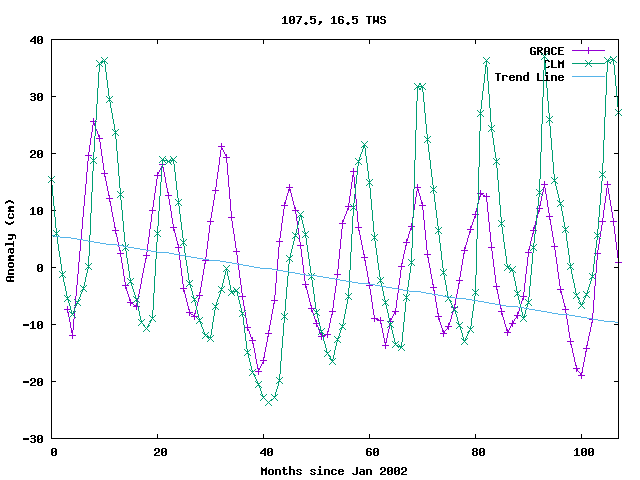 107.5, 16.5 TWS
GRACE
CLM
Trend Line
40
30
20
10
0
-10
-20
-30
Anomaly (cm)
0 20 40 60 80 100
Months since Jan 2002